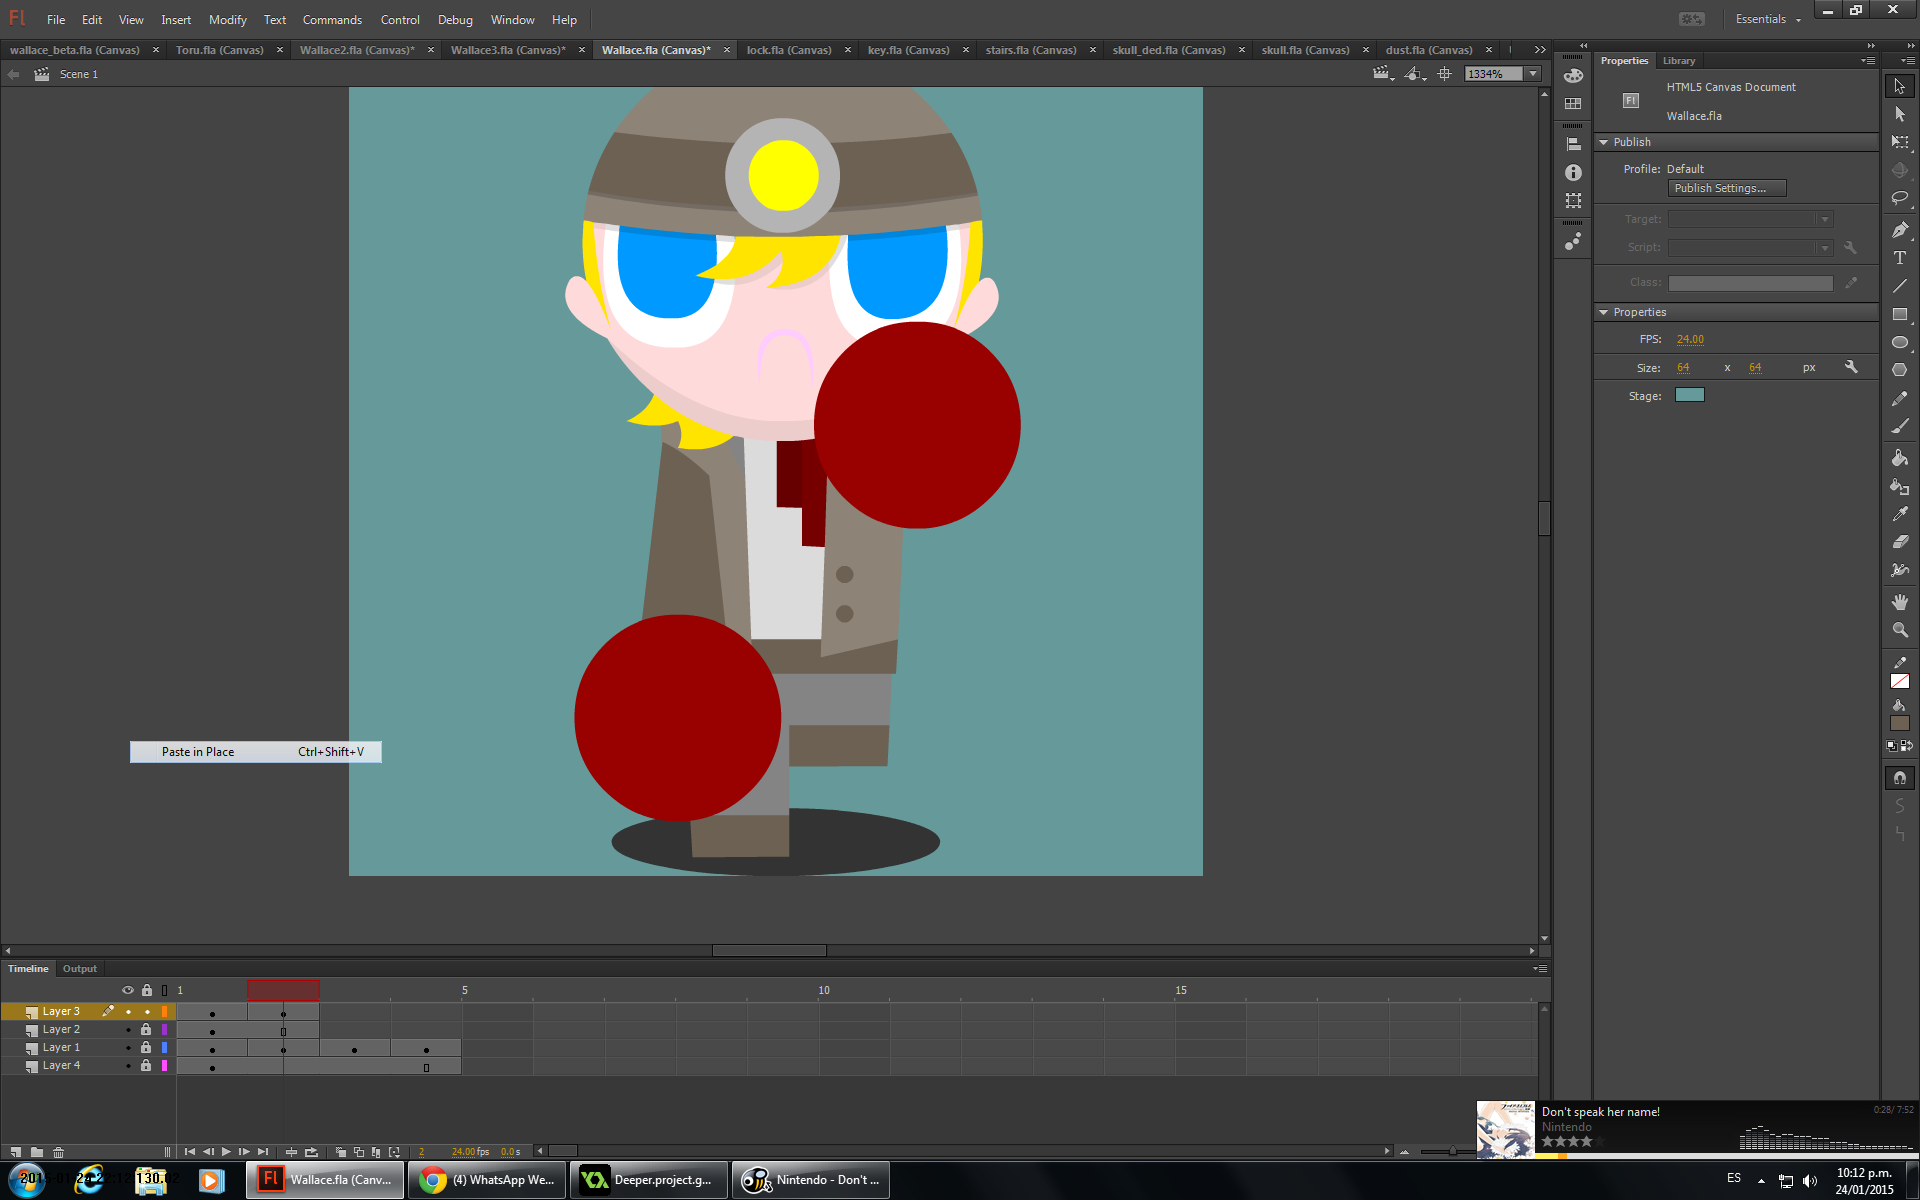 Fl File Edit View Insert Modify Text Commands Control Debug Window Help Essentials
wallace_beta.fla (Canvas) Toru.fla (Canvas) Wallace2.fla (Canvas)* Wallace3.fla (Canvas)* Wallace.fla (Canvas)* lock.fla (Canvas) key.fla (Canvas) stairs.fla (Canvas) skull_ded.fla (Canvas) skull.fla (Canvas) dust.fla (Canvas)
Scene 1 1334%
Properties Library
HTML5 Canvas Document
Fl
Wallace.fla
Publish
Profile: Default
Publish Settings...
Target:
Script:
Class:
Properties
FPS: 24.00
Size: 64 x 64 px
Stage:
Paste in Place Ctrl+Shift+V
Timeline Output
1 5 10 15
Layer 3
Layer 2
Layer 1
Layer 4
2 24.00 fps 0.0 s
Don't speak her name! 0:28/ 7:52
Nintendo
Fl Wallace.fla (Canv... (4) WhatsApp We... Deeper.project.g... Nintendo - Don't ...
ES 10:12 p.m.
24/01/2015